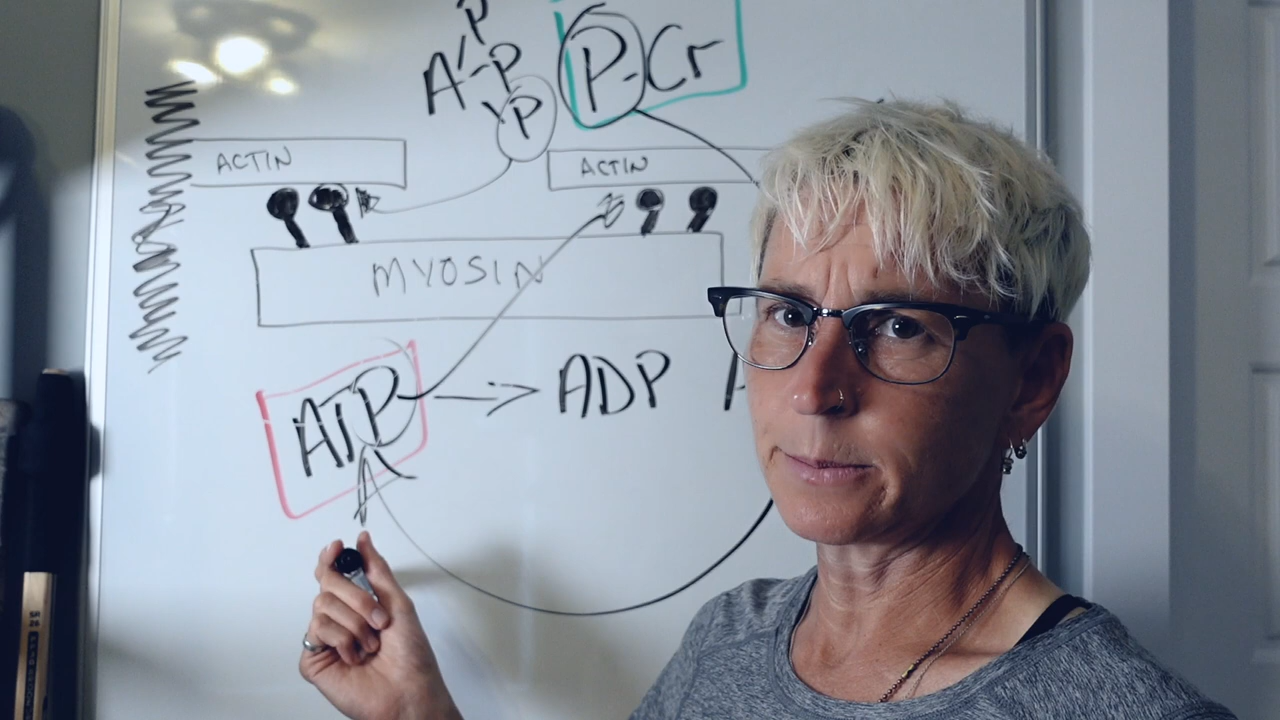 P
A-P
P
P-Cr
ACTIN
ACTIN
MYOSIN
ATP
ADP
A